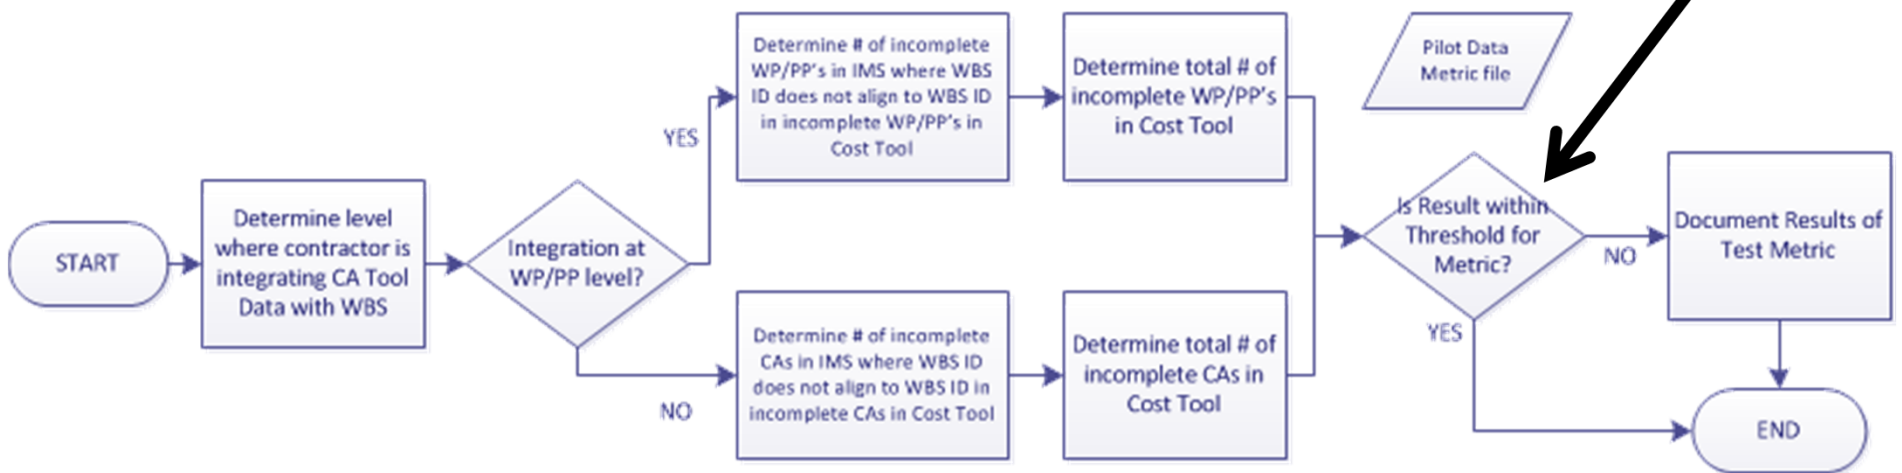 START
Determine level
where contractor is
integrating CA Tool
Data with WBS
Integration at
WP/PP level?
YES
Determine # of incomplete
WP/PP's in IMS where WBS
ID does not align to WBS ID
in incomplete WP/PP's in
Cost Tool
Determine total # of
incomplete WP/PP's
in Cost Tool
NO
Determine # of incomplete
CAs in IMS where WBS ID
does not align to WBS ID in
incomplete CAs in Cost Tool
Determine total # of
incomplete CAs in
Cost Tool
Pilot Data
Metric file
Is Result within
Threshold for
Metric?
NO
Document Results of
Test Metric
YES
END